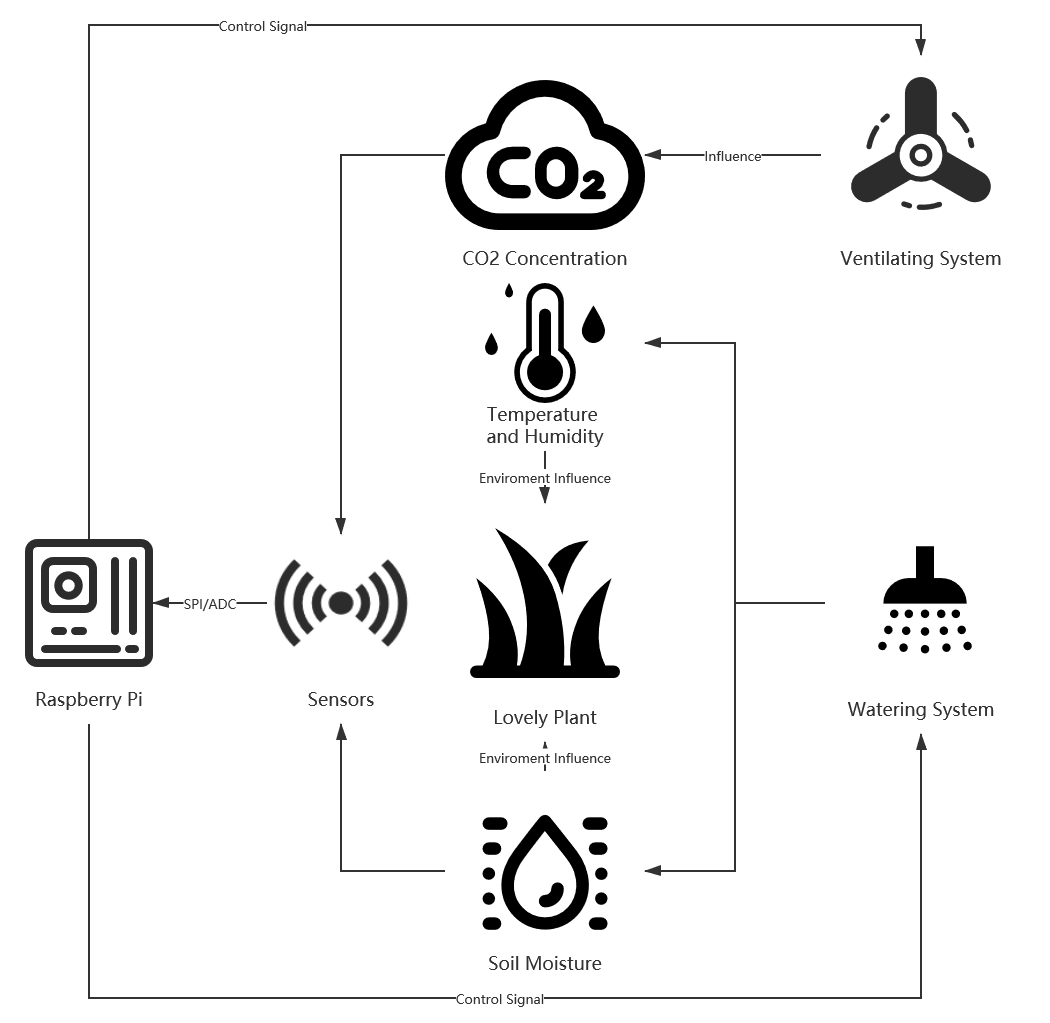 Control Signal
CO2
Influence
CO2 Concentration
Ventilating System
Temperature
and Humidity
Enviroment Influence
SPI/ADC
Raspberry Pi
Sensors
Lovely Plant
Watering System
Enviroment Influence
Soil Moisture
Control Signal